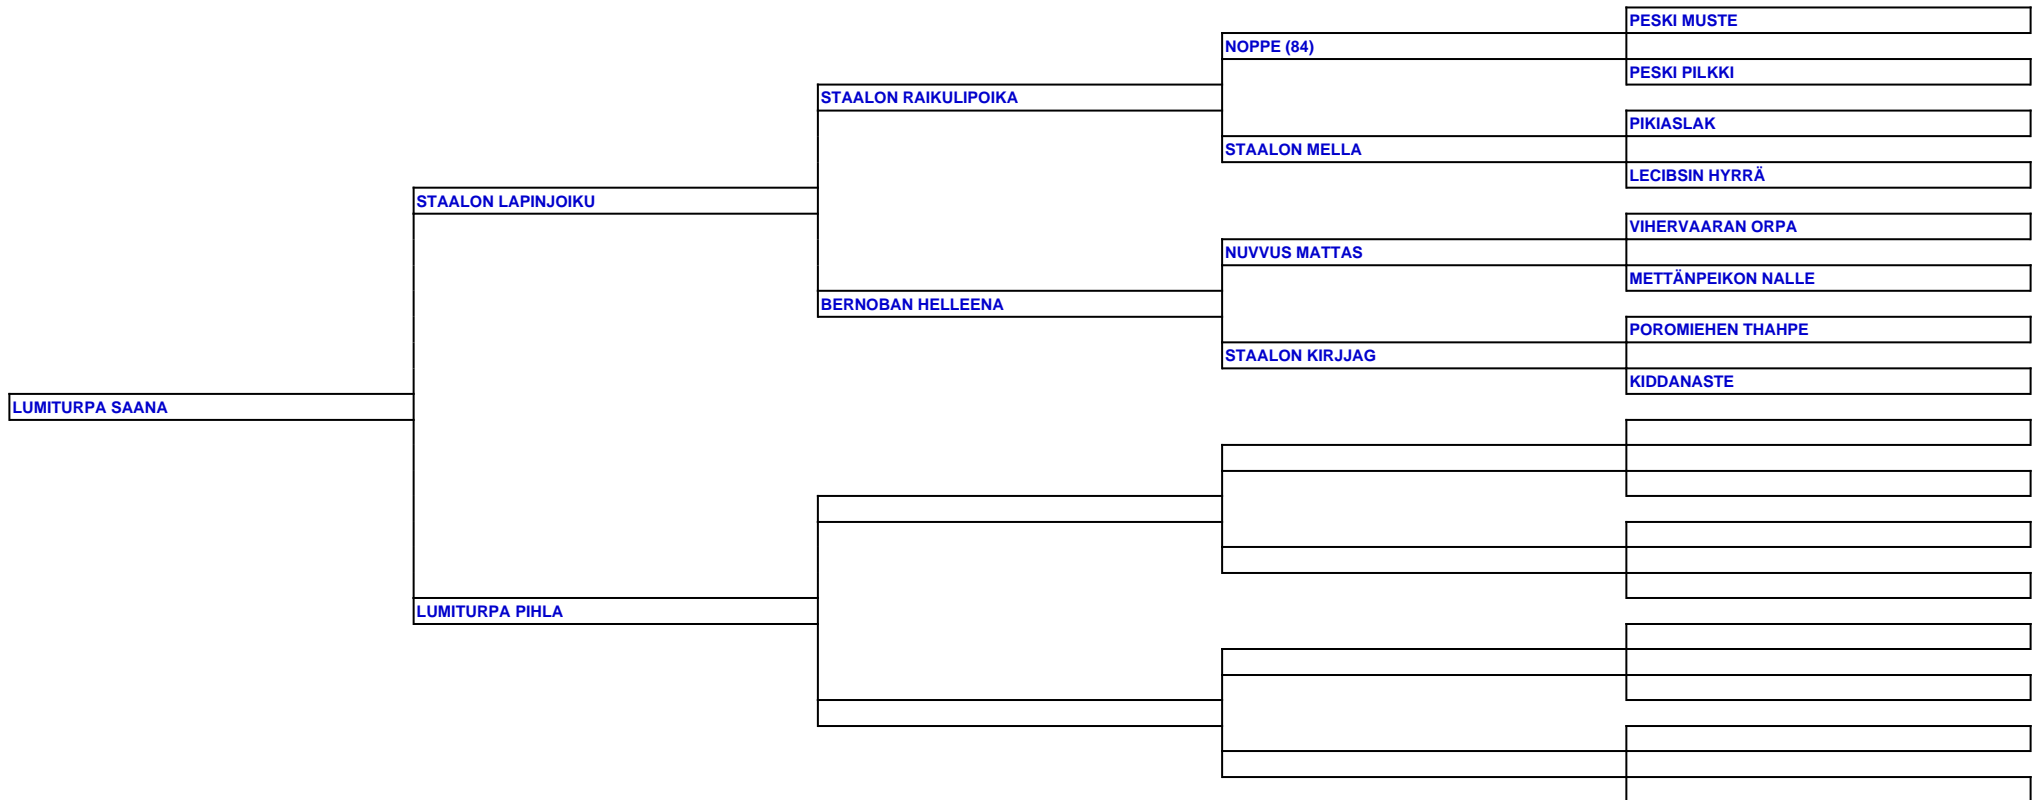 PESKI MUSTE
NOPPE (84)
PESKI PILKKI
STAALON RAIKULIPOIKA
PIKIASLAK
STAALON MELLA
LECIBSIN HYRRÄ
STAALON LAPINJOIKU
VIHERVAARAN ORPA
NUVVUS MATTAS
METTÄNPEIKON NALLE
BERNOBAN HELLEENA
POROMIEHEN THAHPE
STAALON KIRJJAG
KIDDANASTE
LUMITURPA SAANA
LUMITURPA PIHLA